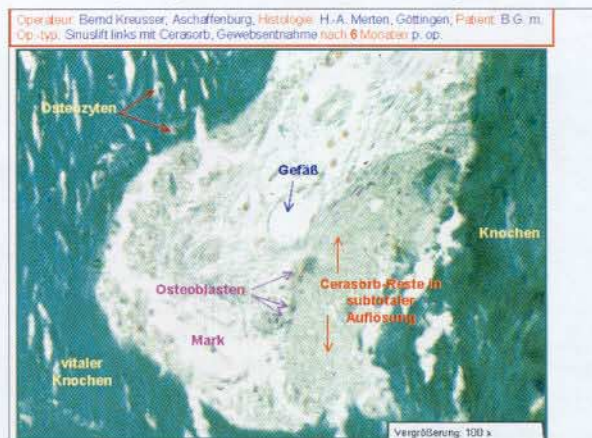 Operateur: Bernd Kreusser, Aschaffenburg, Histologie: H.-A. Merten, Göttingen, Patient: B.G. m.
Op.-typ. Sinuslift links mit Cerasorb, Gewebsentnahme nach 6 Monaten p. op.
Osteozyten
Gefäß
Knochen
Osteoblasten
Cerasorb-Reste in
subtotaler
Auflösung
Mark
vitaler
Knochen
Vergrößerung: 100 x